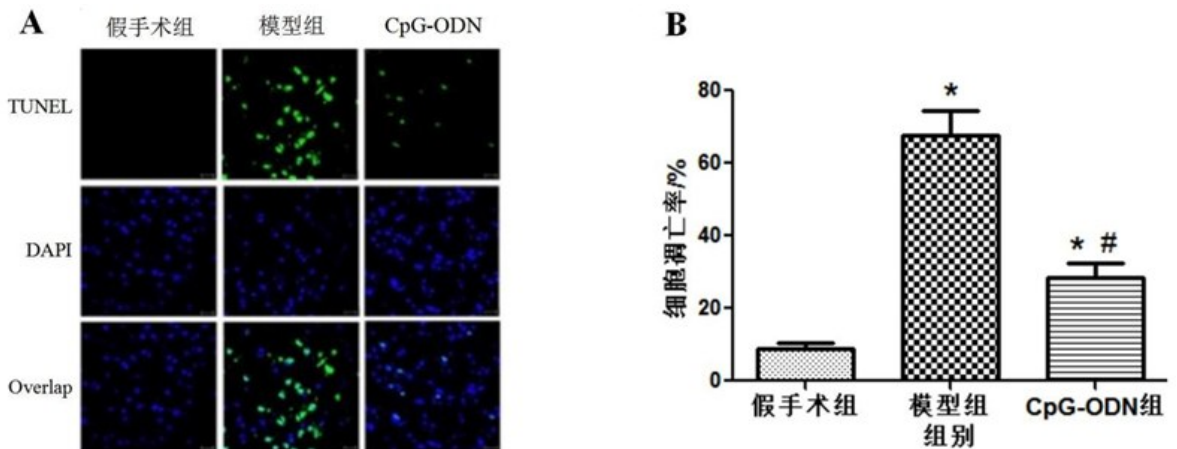 A
假手术组
模型组
CpG-ODN
TUNEL
DAPI
Overlap
B
细胞凋亡率/%
80
60
40
20
0
*
* #
假手术组
模型组
CpG-ODN组
组别